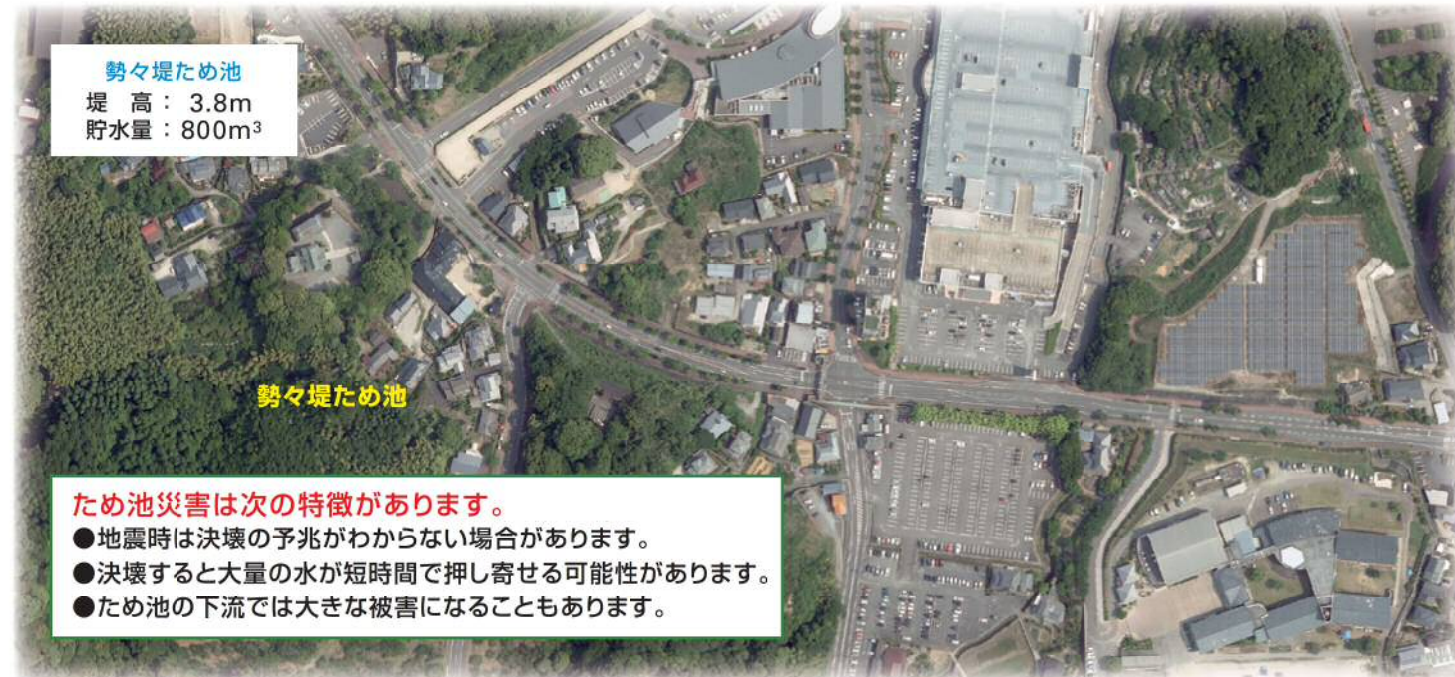 勢々堤ため池
堤　高： 3.8m
貯水量：800m³
勢々堤ため池
ため池災害は次の特徴があります。
●地震時は決壊の予兆がわからない場合があります。
●決壊すると大量の水が短時間で押し寄せる可能性があります。
●ため池の下流では大きな被害になることもあります。